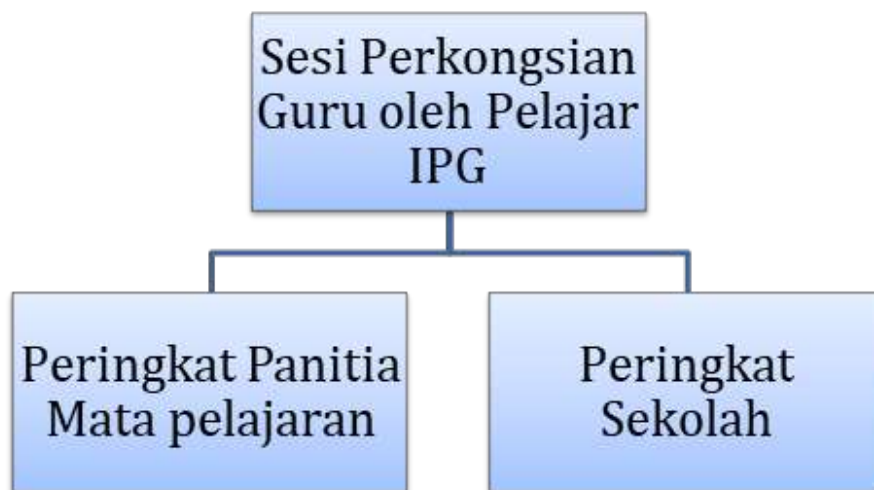 Sesi Perkongsian
Guru oleh Pelajar
IPG
Peringkat Panitia
Mata pelajaran
Peringkat
Sekolah